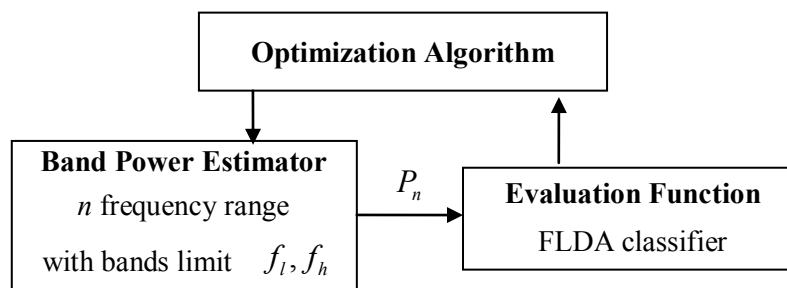 Optimization Algorithm
Band Power Estimator
n frequency range
with bands limit f_l, f_h
P_n
Evaluation Function
FLDA classifier